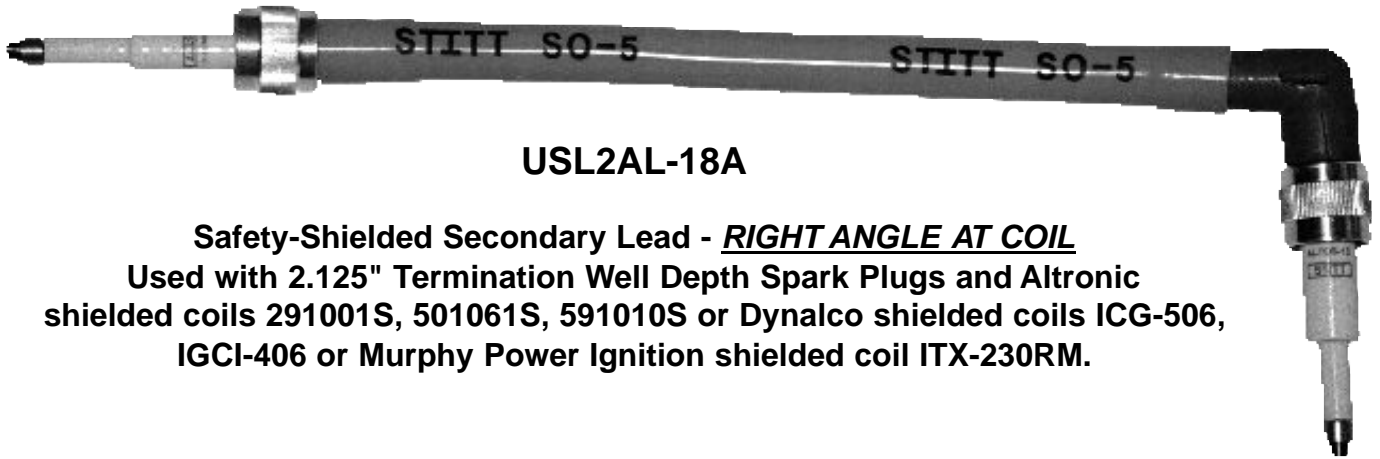 STITT SO-5 STITT SO-5
USL2AL-18A
Safety-Shielded Secondary Lead - RIGHT ANGLE AT COIL
Used with 2.125" Termination Well Depth Spark Plugs and Altronic
shielded coils 291001S, 501061S, 591010S or Dynalco shielded coils ICG-506,
IGCI-406 or Murphy Power Ignition shielded coil ITX-230RM.